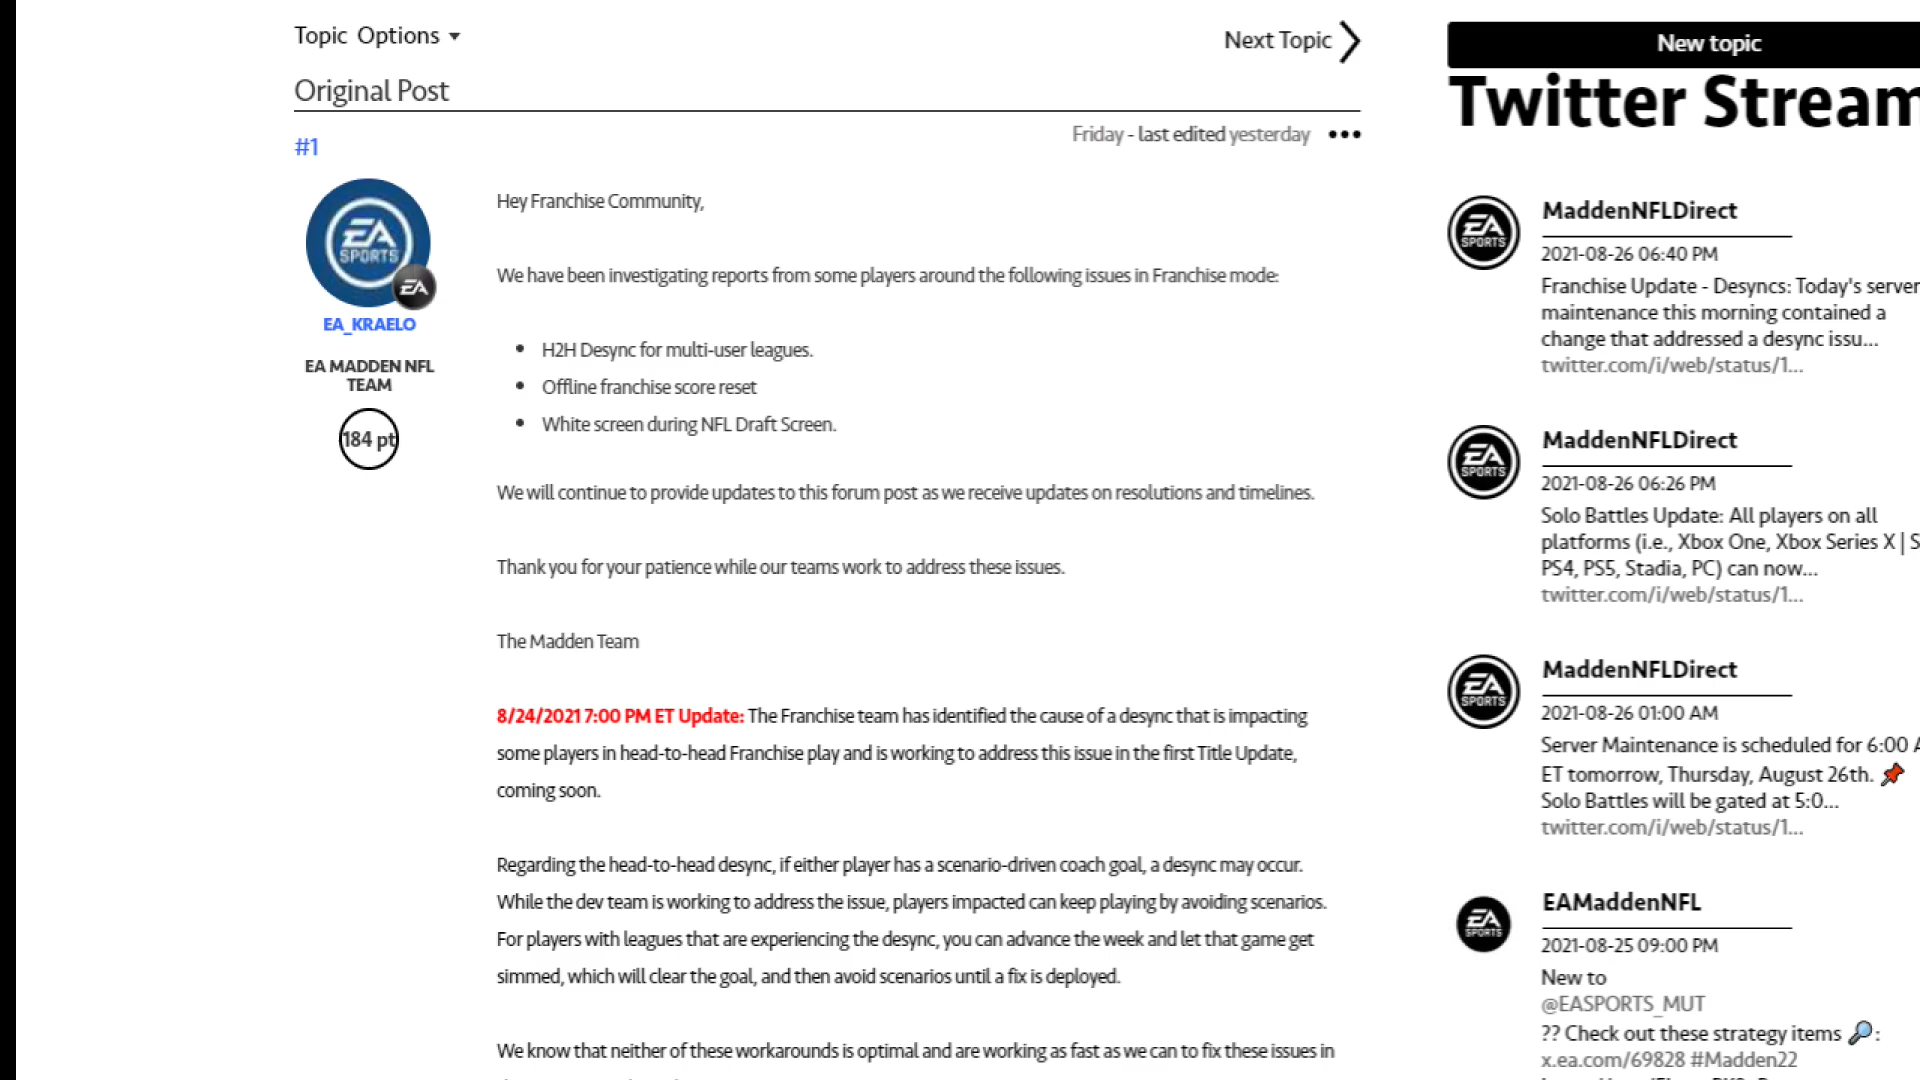 Topic Options
Next Topic
Original Post
#1
Friday - last edited yesterday
EA SPORTS
EA
EA_KRAELO
EA MADDEN NFL
TEAM
184 pt
Hey Franchise Community,
We have been investigating reports from some players around the following issues in Franchise mode:
• H2H Desync for multi-user leagues.
• Offline franchise score reset
• White screen during NFL Draft Screen.
We will continue to provide updates to this forum post as we receive updates on resolutions and timelines.
Thank you for your patience while our teams work to address these issues.
The Madden Team
8/24/2021 7:00 PM ET Update: The Franchise team has identified the cause of a desync that is impacting
some players in head-to-head Franchise play and is working to address this issue in the first Title Update,
coming soon.
Regarding the head-to-head desync, if either player has a scenario-driven coach goal, a desync may occur.
While the dev team is working to address the issue, players impacted can keep playing by avoiding scenarios.
For players with leagues that are experiencing the desync, you can advance the week and let that game get
simmed, which will clear the goal, and then avoid scenarios until a fix is deployed.
We know that neither of these workarounds is optimal and are working as fast as we can to fix these issues in
New topic
Twitter Stream
EA SPORTS
MaddenNFLDirect
2021-08-26 06:40 PM
Franchise Update - Desyncs: Today's server
maintenance this morning contained a
change that addressed a desync issu...
twitter.com/i/web/status/1...
EA SPORTS
MaddenNFLDirect
2021-08-26 06:26 PM
Solo Battles Update: All players on all
platforms (i.e., Xbox One, Xbox Series X | S
PS4, PS5, Stadia, PC) can now...
twitter.com/i/web/status/1...
EA SPORTS
MaddenNFLDirect
2021-08-26 01:00 AM
Server Maintenance is scheduled for 6:00 A
ET tomorrow, Thursday, August 26th. 📌
Solo Battles will be gated at 5:0...
twitter.com/i/web/status/1...
EA SPORTS
EAMaddenNFL
2021-08-25 09:00 PM
New to
@EASPORTS_MUT
?? Check out these strategy items 🔎:
x.ea.com/69828 #Madden22